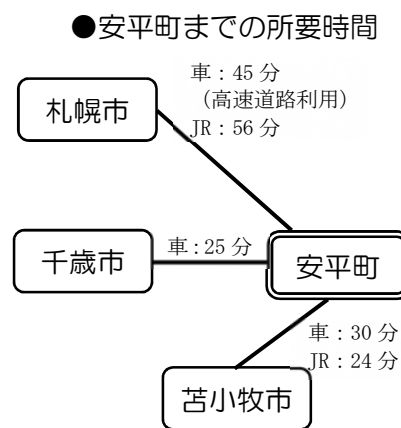 ●安平町までの所要時間
車：45 分
（高速道路利用）
JR：56 分
札幌市
千歳市
車：25 分
安平町
車：30 分
JR：24 分
苫小牧市